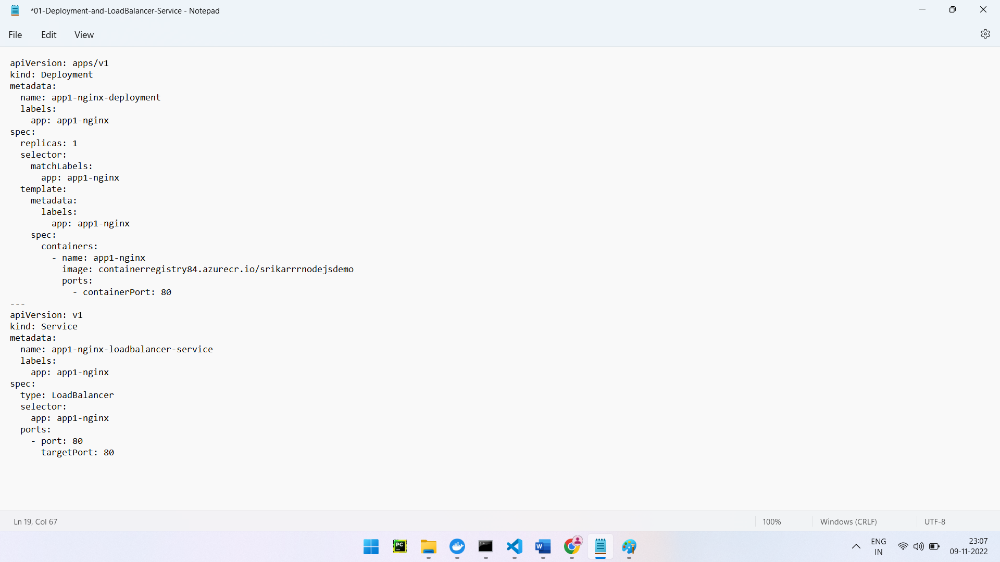 *01-Deployment-and-LoadBalancer-Service - Notepad
File Edit View
apiVersion: apps/v1
kind: Deployment
metadata:
  name: app1-nginx-deployment
  labels:
    app: app1-nginx
spec:
  replicas: 1
  selector:
    matchLabels:
      app: app1-nginx
  template:
    metadata:
      labels:
        app: app1-nginx
    spec:
      containers:
        - name: app1-nginx
          image: containerregistry84.azurecr.io/srikarrrnodejsdemo
          ports:
            - containerPort: 80
---
apiVersion: v1
kind: Service
metadata:
  name: app1-nginx-loadbalancer-service
  labels:
    app: app1-nginx
spec:
  type: LoadBalancer
  selector:
    app: app1-nginx
  ports:
    - port: 80
      targetPort: 80
Ln 19, Col 67 100% Windows (CRLF) UTF-8
PC
W
ENG
IN
23:07
09-11-2022